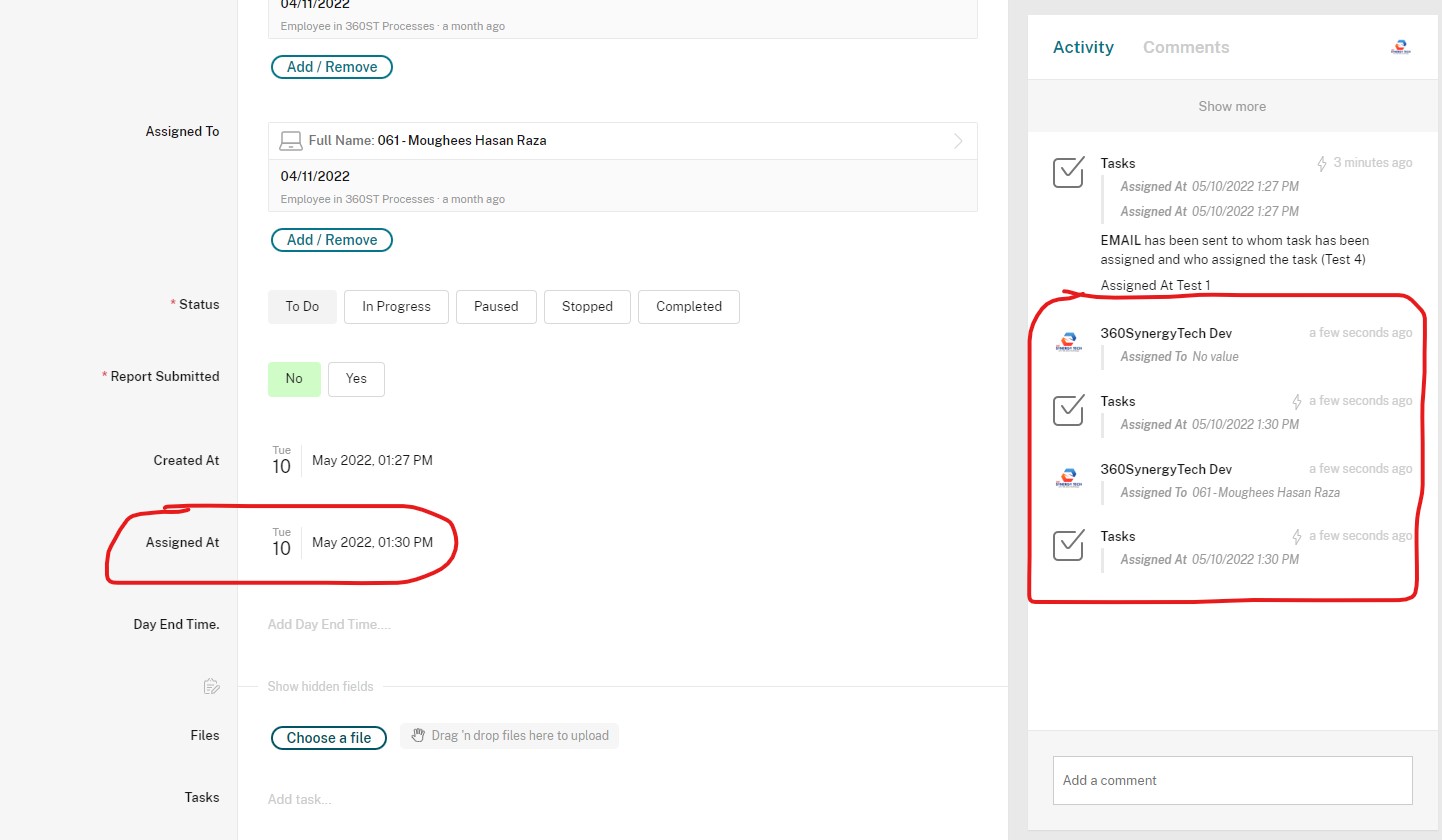 04/11/2022
Employee in 360ST Processes · a month ago
Add / Remove
Assigned To
Full Name: 061 - Moughees Hasan Raza
04/11/2022
Employee in 360ST Processes · a month ago
Add / Remove
* Status
To Do In Progress Paused Stopped Completed
* Report Submitted
No Yes
Created At
Tue
10
May 2022, 01:27 PM
Assigned At
Tue
10
May 2022, 01:30 PM
Day End Time.
Add Day End Time....
Show hidden fields
Files
Choose a file
Drag 'n drop files here to upload
Tasks
Add task...
Activity Comments
Show more
Tasks 3 minutes ago
Assigned At 05/10/2022 1:27 PM
Assigned At 05/10/2022 1:27 PM
EMAIL has been sent to whom task has been
assigned and who assigned the task (Test 4)
Assigned At Test 1
360SynergyTech Dev a few seconds ago
Assigned To No value
Tasks a few seconds ago
Assigned At 05/10/2022 1:30 PM
360SynergyTech Dev a few seconds ago
Assigned To 061 - Moughees Hasan Raza
Tasks a few seconds ago
Assigned At 05/10/2022 1:30 PM
Add a comment